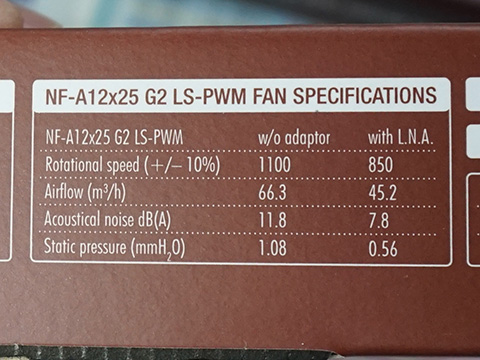 NF-A12x25 G2 LS-PWM FAN SPECIFICATIONS
NF-A12x25 G2 LS-PWM w/o adaptor with L.N.A.
Rotational speed (+/– 10%) 1100 850
Airflow (m³/h) 66.3 45.2
Acoustical noise dB(A) 11.8 7.8
Static pressure (mmH₂O) 1.08 0.56